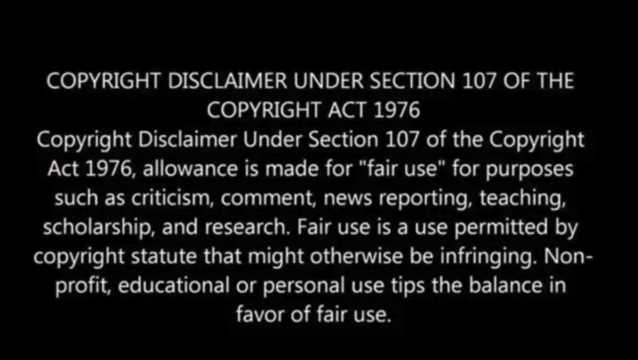 COPYRIGHT DISCLAIMER UNDER SECTION 107 OF THE
COPYRIGHT ACT 1976
Copyright Disclaimer Under Section 107 of the Copyright
Act 1976, allowance is made for "fair use" for purposes
such as criticism, comment, news reporting, teaching,
scholarship, and research. Fair use is a use permitted by
copyright statute that might otherwise be infringing. Non-
profit, educational or personal use tips the balance in
favor of fair use.